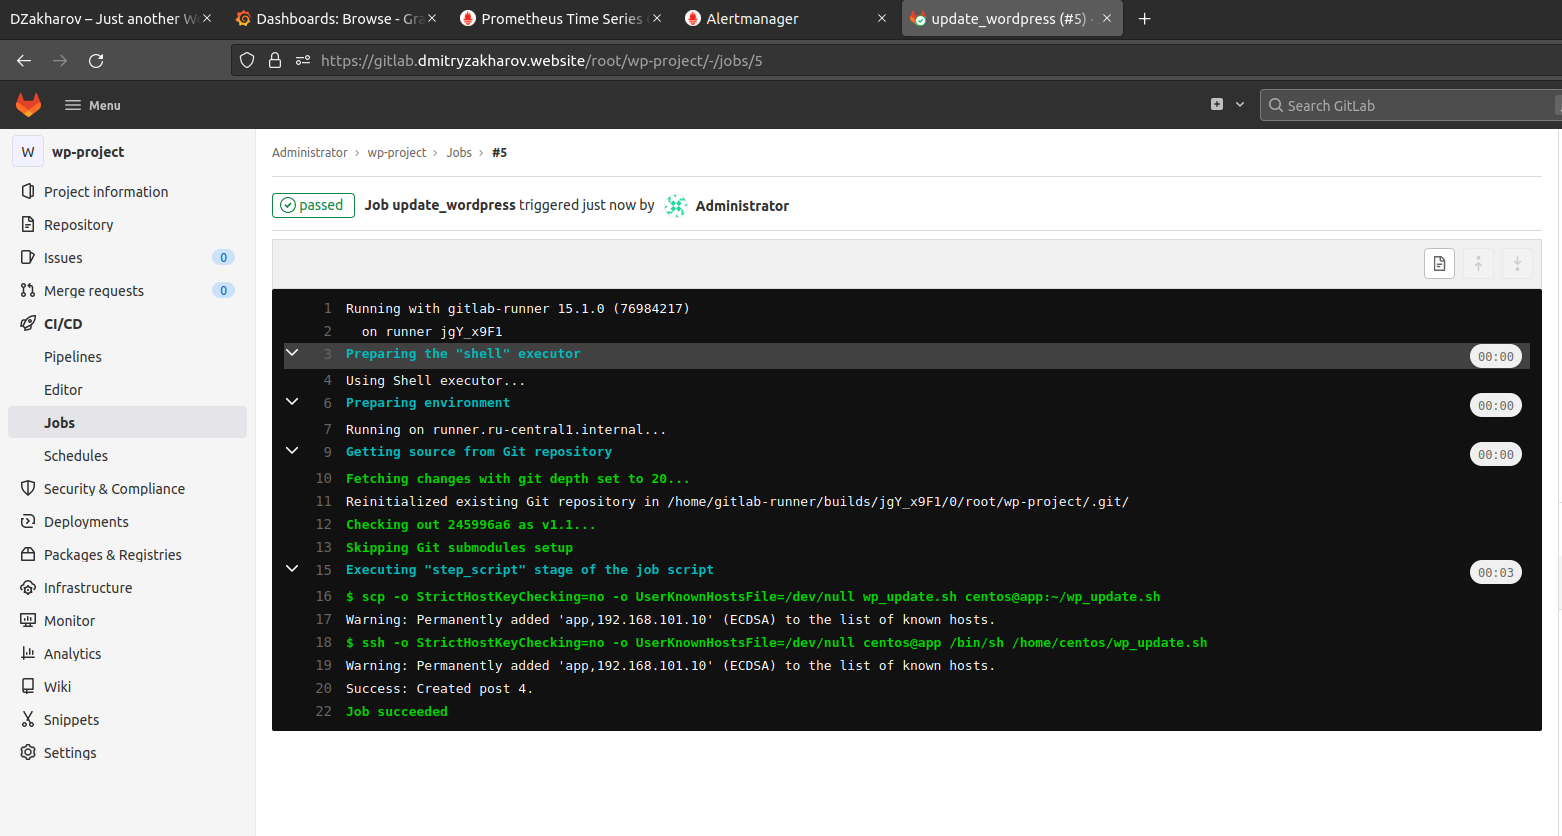 DZakharov – Just another W
Dashboards: Browse - Gra
Prometheus Time Series
Alertmanager
update_wordpress (#5) ·
https://gitlab.dmitryzakharov.website/root/wp-project/-/jobs/5
Menu
Search GitLab
W wp-project
Project information
Repository
Issues 0
Merge requests 0
CI/CD
Pipelines
Editor
Jobs
Schedules
Security & Compliance
Deployments
Packages & Registries
Infrastructure
Monitor
Analytics
Wiki
Snippets
Settings
Administrator › wp-project › Jobs › #5
passed Job update_wordpress triggered just now by Administrator
1 Running with gitlab-runner 15.1.0 (76984217)
2 on runner jgY_x9F1
3 Preparing the "shell" executor 00:00
4 Using Shell executor...
6 Preparing environment 00:00
7 Running on runner.ru-central1.internal...
9 Getting source from Git repository 00:00
10 Fetching changes with git depth set to 20...
11 Reinitialized existing Git repository in /home/gitlab-runner/builds/jgY_x9F1/0/root/wp-project/.git/
12 Checking out 245996a6 as v1.1...
13 Skipping Git submodules setup
15 Executing "step_script" stage of the job script 00:03
16 $ scp -o StrictHostKeyChecking=no -o UserKnownHostsFile=/dev/null wp_update.sh centos@app:~/wp_update.sh
17 Warning: Permanently added 'app,192.168.101.10' (ECDSA) to the list of known hosts.
18 $ ssh -o StrictHostKeyChecking=no -o UserKnownHostsFile=/dev/null centos@app /bin/sh /home/centos/wp_update.sh
19 Warning: Permanently added 'app,192.168.101.10' (ECDSA) to the list of known hosts.
20 Success: Created post 4.
22 Job succeeded